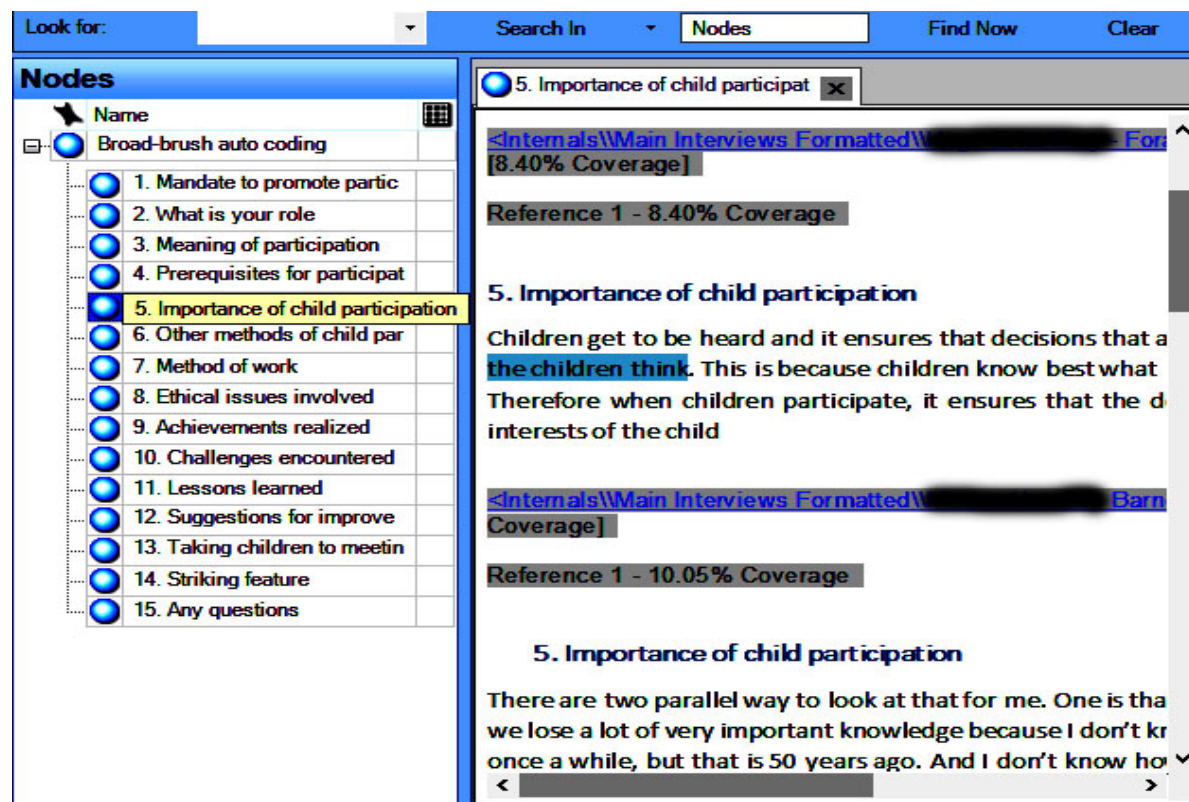 Look for:
Search In
Nodes
Find Now
Clear
Nodes
Name
Broad-brush auto coding
1. Mandate to promote partic
2. What is your role
3. Meaning of participation
4. Prerequisites for participat
5. Importance of child participation
6. Other methods of child par
7. Method of work
8. Ethical issues involved
9. Achievements realized
10. Challenges encountered
11. Lessons learned
12. Suggestions for improve
13. Taking children to meetin
14. Striking feature
15. Any questions
5. Importance of child participat
<Internals\\Main Interviews Formatted\\ - Fora
[8.40% Coverage]
Reference 1 - 8.40% Coverage
5. Importance of child participation
Children get to be heard and it ensures that decisions that a
the children think. This is because children know best what
Therefore when children participate, it ensures that the d
interests of the child
<Internals\\Main Interviews Formatted\\ Barn
Coverage]
Reference 1 - 10.05% Coverage
5. Importance of child participation
There are two parallel way to look at that for me. One is tha
we lose a lot of very important knowledge because I don't kr
once a while, but that is 50 years ago. And I don't know ho